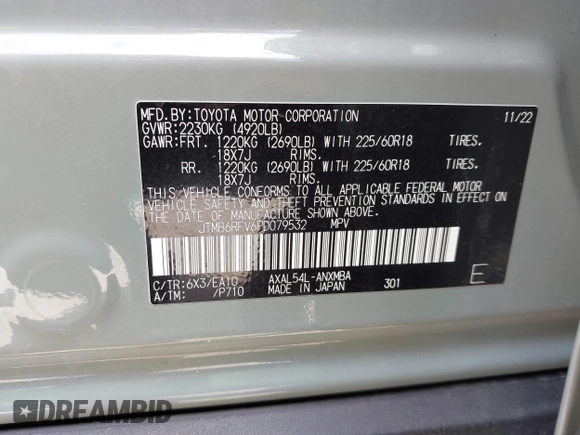 MFD.BY:TOYOTA MOTOR CORPORATION 11/22
GVWR:2230KG (4920LB)
GAWR:FRT. 1220KG (2690LB) WITH 225/60R18 TIRES.
18X7J RIMS.
RR. 1220KG (2690LB) WITH 225/60R18 TIRES.
18X7J RIMS.
THIS VEHICLE CONFORMS TO ALL APPLICABLE FEDERAL MOTOR
VEHICLE SAFETY AND THEFT PREVENTION STANDARDS IN EFFECT ON
THE DATE OF MANUFACTURE SHOWN ABOVE.
JTMB6RFV6PD079532 MPV
C/TR:6X3/EA10 AXAL54L-ANXMBA
A/TM: /P710 MADE IN JAPAN 301 E
DREAMBID